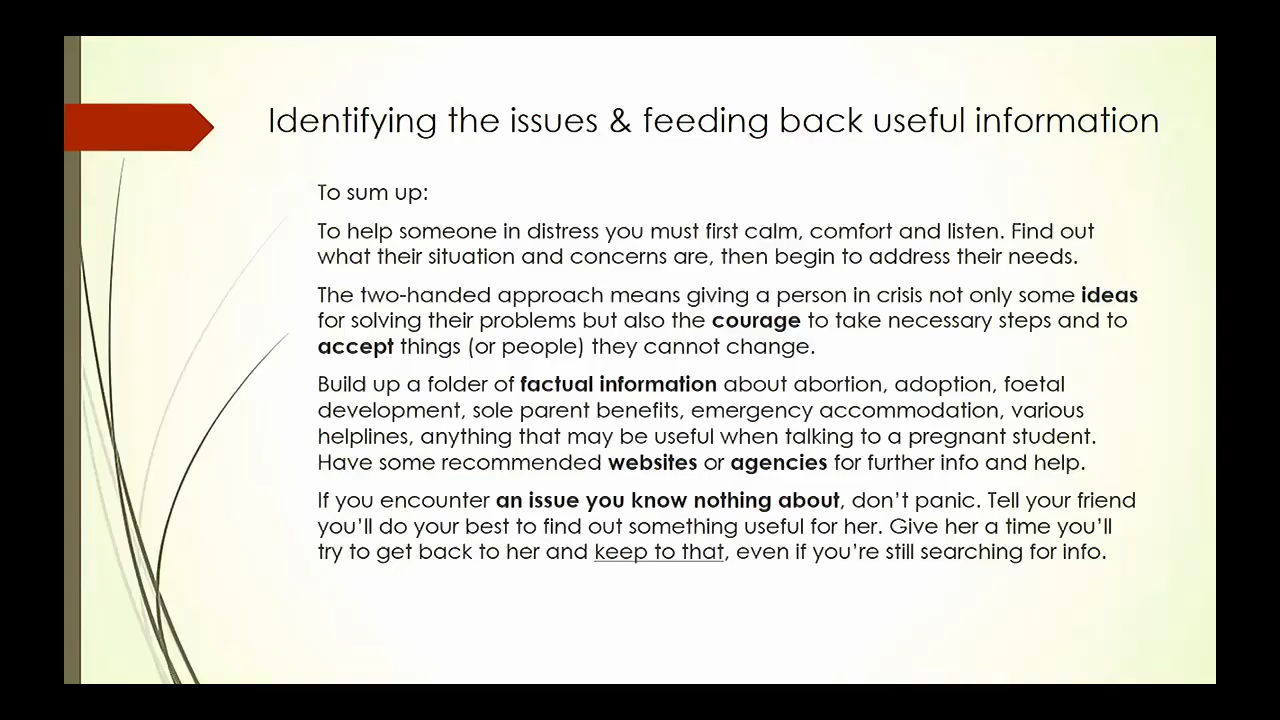 Identifying the issues & feeding back useful information
To sum up:
To help someone in distress you must first calm, comfort and listen. Find out
what their situation and concerns are, then begin to address their needs.
The two-handed approach means giving a person in crisis not only some ideas
for solving their problems but also the courage to take necessary steps and to
accept things (or people) they cannot change.
Build up a folder of factual information about abortion, adoption, foetal
development, sole parent benefits, emergency accommodation, various
helplines, anything that may be useful when talking to a pregnant student.
Have some recommended websites or agencies for further info and help.
If you encounter an issue you know nothing about, don’t panic. Tell your friend
you’ll do your best to find out something useful for her. Give her a time you’ll
try to get back to her and keep to that, even if you’re still searching for info.